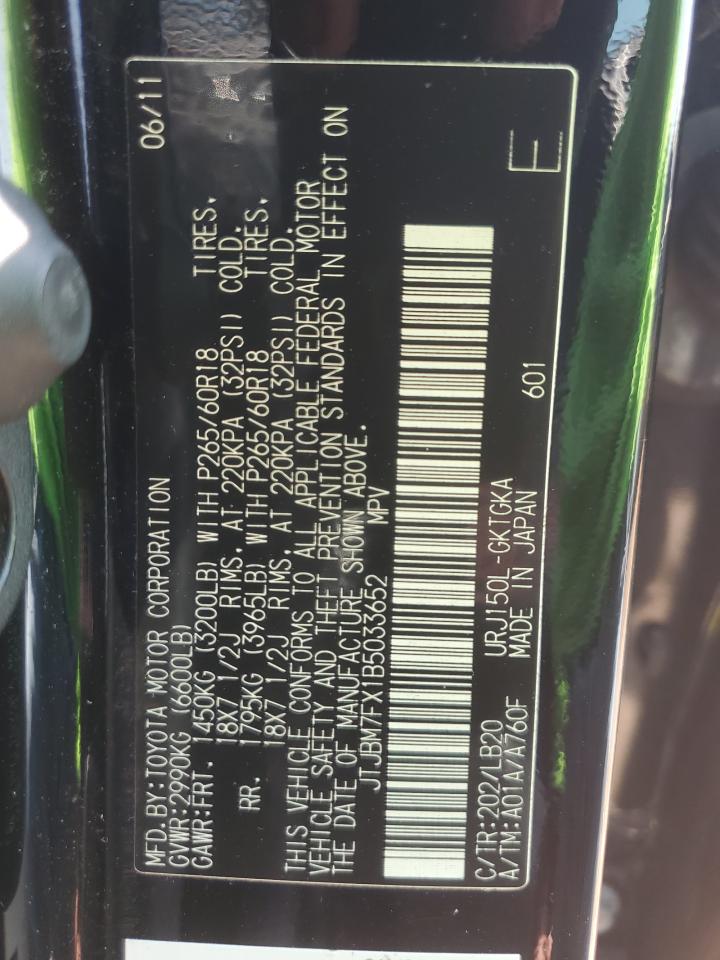 MFD.BY:TOYOTA MOTOR CORPORATION 06/11
GVWR:2990KG (6600LB)
GAWR:FRT. 1450KG (3200LB) WITH P265/60R18 TIRES,
18X7 1/2J RIMS, AT 220KPA (32PSI) COLD.
RR. 1795KG (3965LB) WITH P265/60R18 TIRES,
18X7 1/2J RIMS, AT 220KPA (32PSI) COLD.
THIS VEHICLE CONFORMS TO ALL APPLICABLE FEDERAL MOTOR
VEHICLE SAFETY AND THEFT PREVENTION STANDARDS IN EFFECT ON
THE DATE OF MANUFACTURE SHOWN ABOVE.
JTJBM7FX1B5033652 MPV
C/TR:202/LB20 URJ150L-GKTGKA
A/TM:A01A/A760F MADE IN JAPAN 601
E